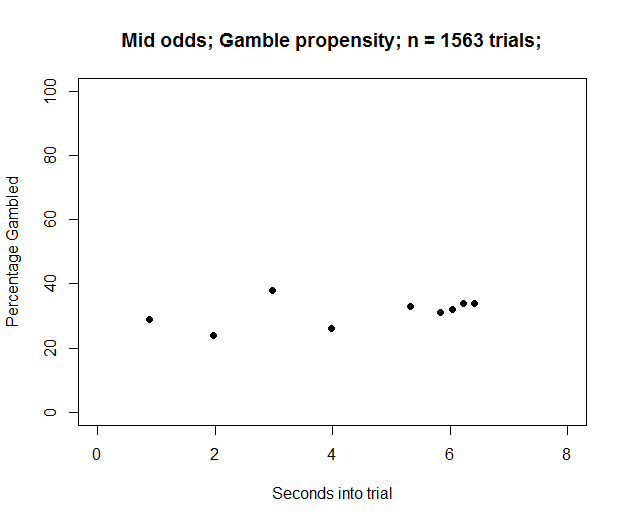 Mid odds; Gamble propensity; n = 1563 trials;
Percentage Gambled
100
80
60
40
20
0
0 2 4 6 8
Seconds into trial